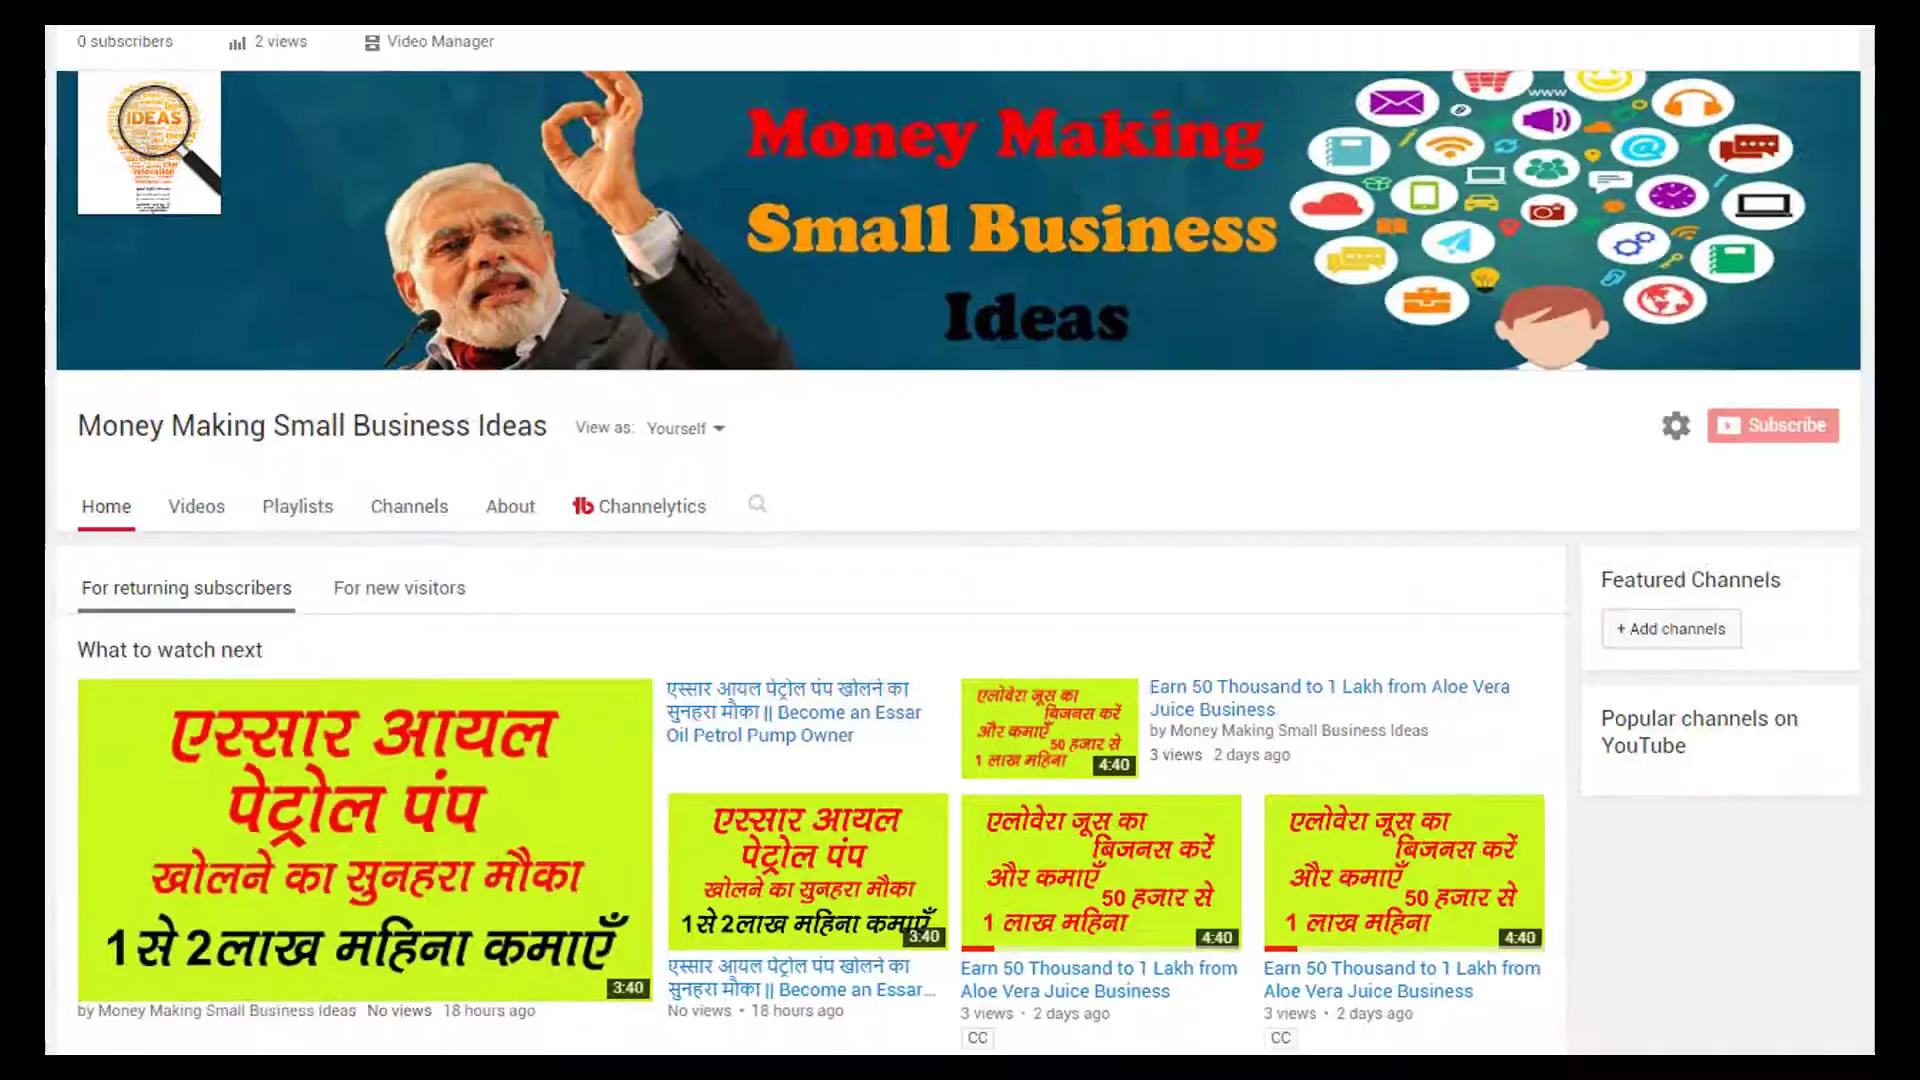 0 subscribers
2 views
Video Manager
IDEAS
Money Making
Small Business
Ideas
www
Money Making Small Business Ideas
View as: Yourself
Subscribe
Home
Videos
Playlists
Channels
About
Channelytics
For returning subscribers
For new visitors
What to watch next
एस्सार आयल
पेट्रोल पंप
खोलने का सुनहरा मौका
1 से 2 लाख महिना कमाएँ
3:40
by Money Making Small Business Ideas No views 18 hours ago
एस्सार आयल पेट्रोल पंप खोलने का
सुनहरा मौका || Become an Essar
Oil Petrol Pump Owner
एलोवेरा जूस का
बिजनस करें
और कमाएँ
50 हजार से
1 लाख महिना
4:40
Earn 50 Thousand to 1 Lakh from Aloe Vera
Juice Business
by Money Making Small Business Ideas
3 views 2 days ago
एस्सार आयल
पेट्रोल पंप
खोलने का सुनहरा मौका
1 से 2 लाख महिना कमाएँ
3:40
एस्सार आयल पेट्रोल पंप खोलने का
सुनहरा मौका || Become an Essar...
No views • 18 hours ago
एलोवेरा जूस का
बिजनस करें
और कमाएँ
50 हजार से
1 लाख महिना
4:40
Earn 50 Thousand to 1 Lakh from
Aloe Vera Juice Business
3 views • 2 days ago
CC
एलोवेरा जूस का
बिजनस करें
और कमाएँ
50 हजार से
1 लाख महिना
4:40
Earn 50 Thousand to 1 Lakh from
Aloe Vera Juice Business
3 views • 2 days ago
CC
Featured Channels
+ Add channels
Popular channels on
YouTube